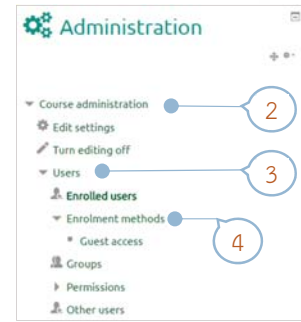 Administration
Course administration
2
Edit settings
Turn editing off
Users
3
Enrolled users
Enrolment methods
4
Guest access
Groups
Permissions
Other users